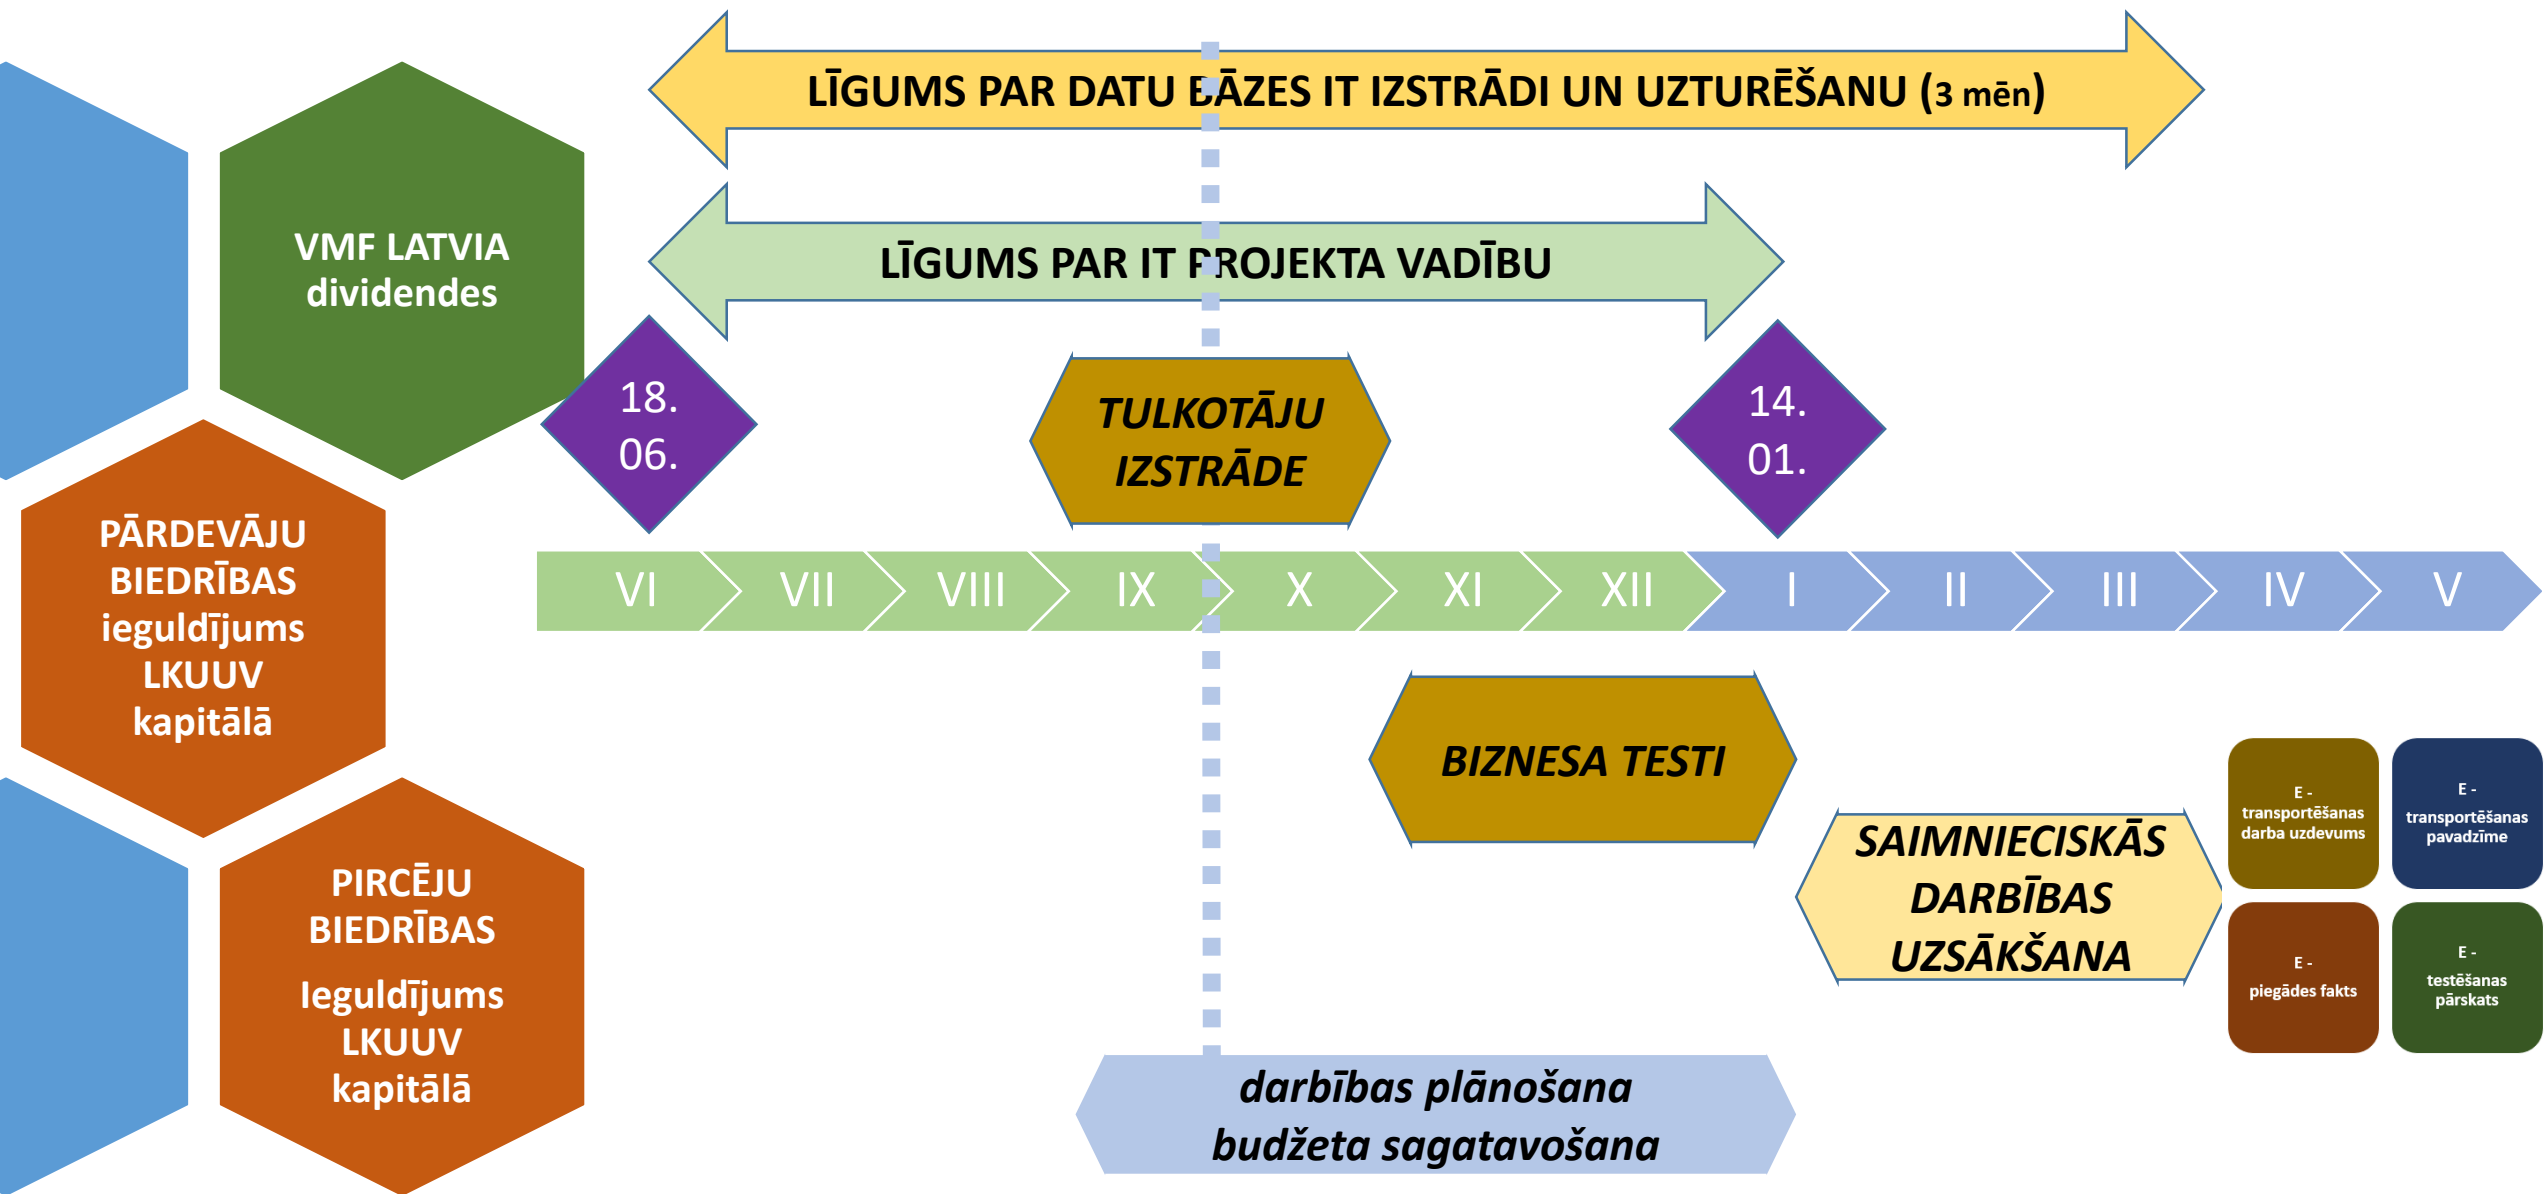 LĪGUMS PAR DATU BĀZES IT IZSTRĀDI UN UZTURĒŠANU (3 mēn)
VMF LATVIA
dividendes
LĪGUMS PAR IT PROJEKTA VADĪBU
18.
06.
TULKOTĀJU
IZSTRĀDE
14.
01.
PĀRDEVĀJU
BIEDRĪBAS
ieguldījums
LKUUV
kapitālā
VI VII VIII IX X XI XII I II III IV V
BIZNESA TESTI
PIRCĒJU
BIEDRĪBAS
Ieguldījums
LKUUV
kapitālā
SAIMNIECISKĀS
DARBĪBAS
UZSĀKŠANA
E -
transportēšanas
darba uzdevums
E -
transportēšanas
pavadzīme
E -
piegādes fakts
E -
testēšanas
pārskats
darbības plānošana
budžeta sagatavošana